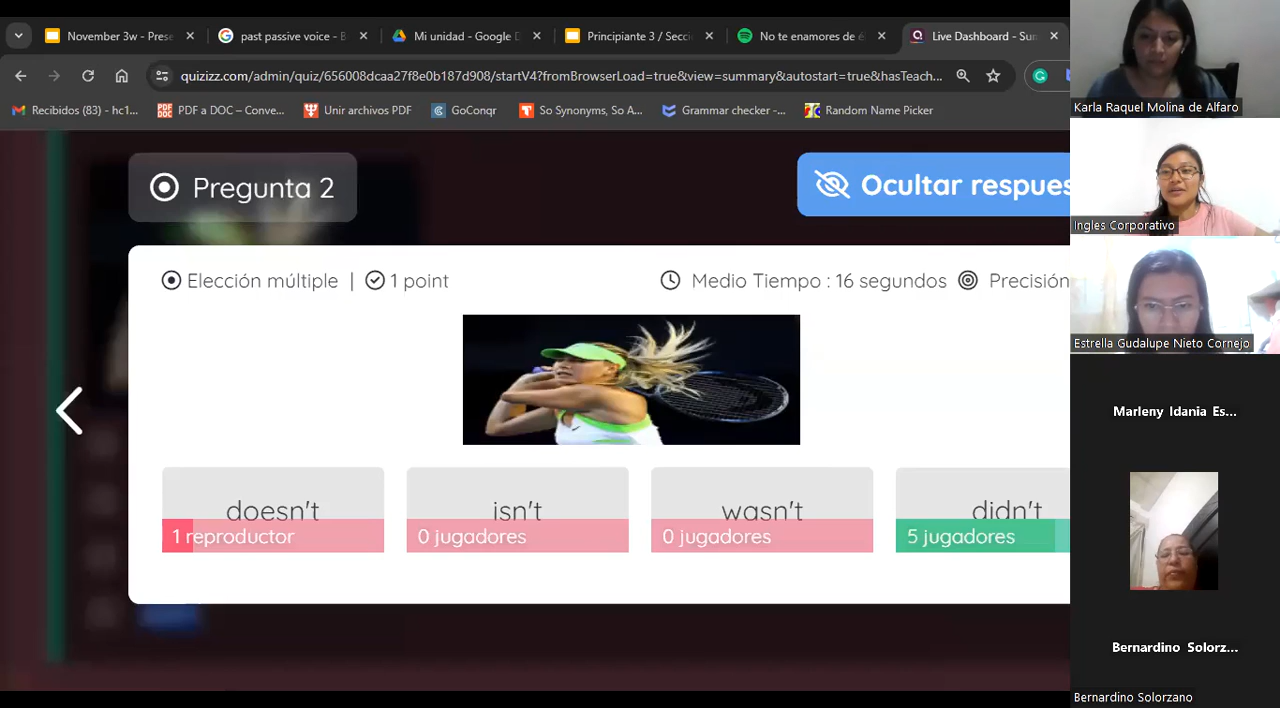 November 3w - Prese
past passive voice - B
Mi unidad - Google D
Principiante 3 / Secci
No te enamores de é
Live Dashboard - Sum
quizizz.com/admin/quiz/656008dcaa27f8e0b187d908/startV4?fromBrowserLoad=true&view=summary&autostart=true&hasTeach...
Recibidos (83) - hc1...
PDF a DOC – Conve...
Unir archivos PDF
GoConqr
So Synonyms, So A...
Grammar checker -...
Random Name Picker
Pregunta 2
Ocultar respues
Elección múltiple | 1 point
Medio Tiempo : 16 segundos
Precisión
doesn't
1 reproductor
isn't
0 jugadores
wasn't
0 jugadores
didn't
5 jugadores
Karla Raquel Molina de Alfaro
Ingles Corporativo
Estrella Gudalupe Nieto Cornejo
Marleny Idania Es...
Bernardino Solorz...
Bernardino Solorzano